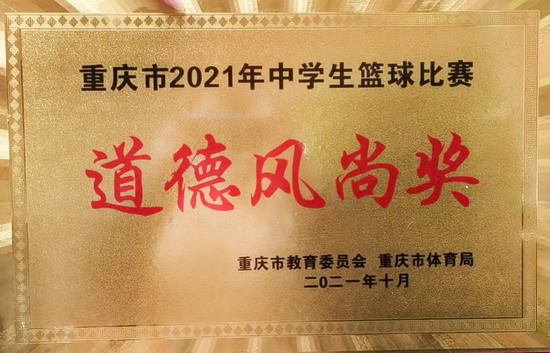 重庆市2021年中学生篮球比赛
道德风尚奖
重庆市教育委员会 重庆市体育局
二〇二一年十月